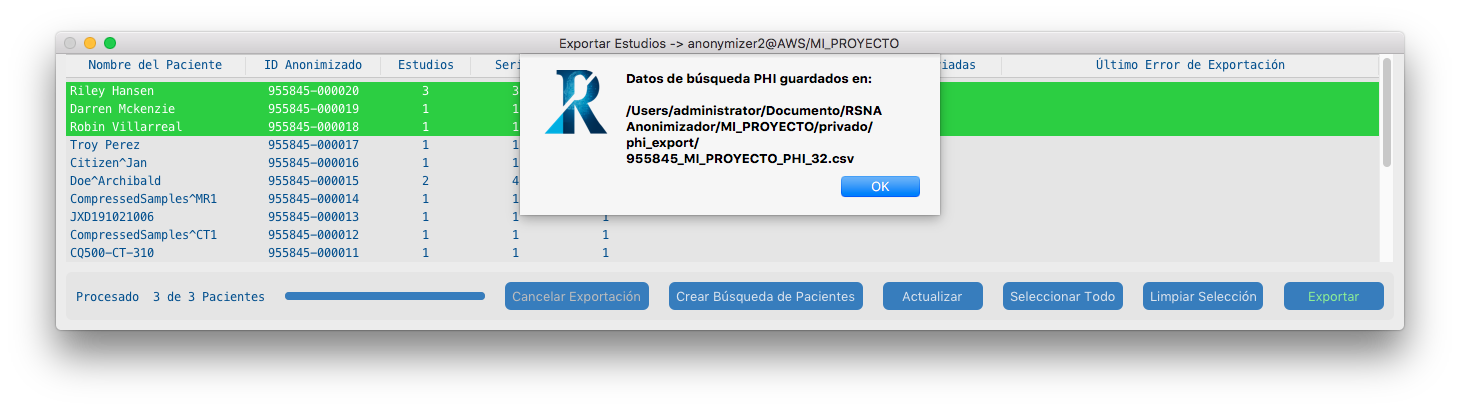 Exportar Estudios -> anonymizer2@AWS/MI_PROYECTO
Nombre del Paciente ID Anonimizado Estudios Seri iadas Último Error de Exportación
Riley Hansen 955845-000020 3 3
Darren Mckenzie 955845-000019 1 1
Robin Villarreal 955845-000018 1 1
Troy Perez 955845-000017 1 1
Citizen^Jan 955845-000016 1 1
Doe^Archibald 955845-000015 2 4
CompressedSamples^MR1 955845-000014 1 1
JXD191021006 955845-000013 1 1 1
CompressedSamples^CT1 955845-000012 1 1 1
CQ500-CT-310 955845-000011 1 1 1
Datos de búsqueda PHI guardados en:
/Users/administrator/Documento/RSNA
Anonimizador/MI_PROYECTO/privado/
phi_export/
955845_MI_PROYECTO_PHI_32.csv
OK
Procesado 3 de 3 Pacientes Cancelar Exportación Crear Búsqueda de Pacientes Actualizar Seleccionar Todo Limpiar Selección Exportar